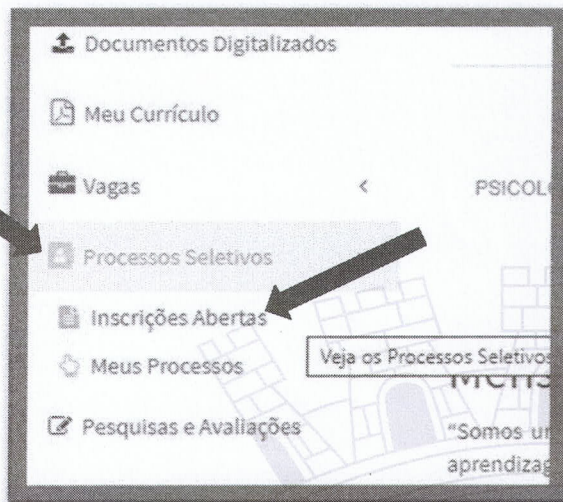 Documentos Digitalizados
Meu Currículo
Vagas
PSICOL
Processos Seletivos
Inscrições Abertas
Meus Processos
Veja os Processos Seletivos
Pesquisas e Avaliações
"Somos
aprendizag